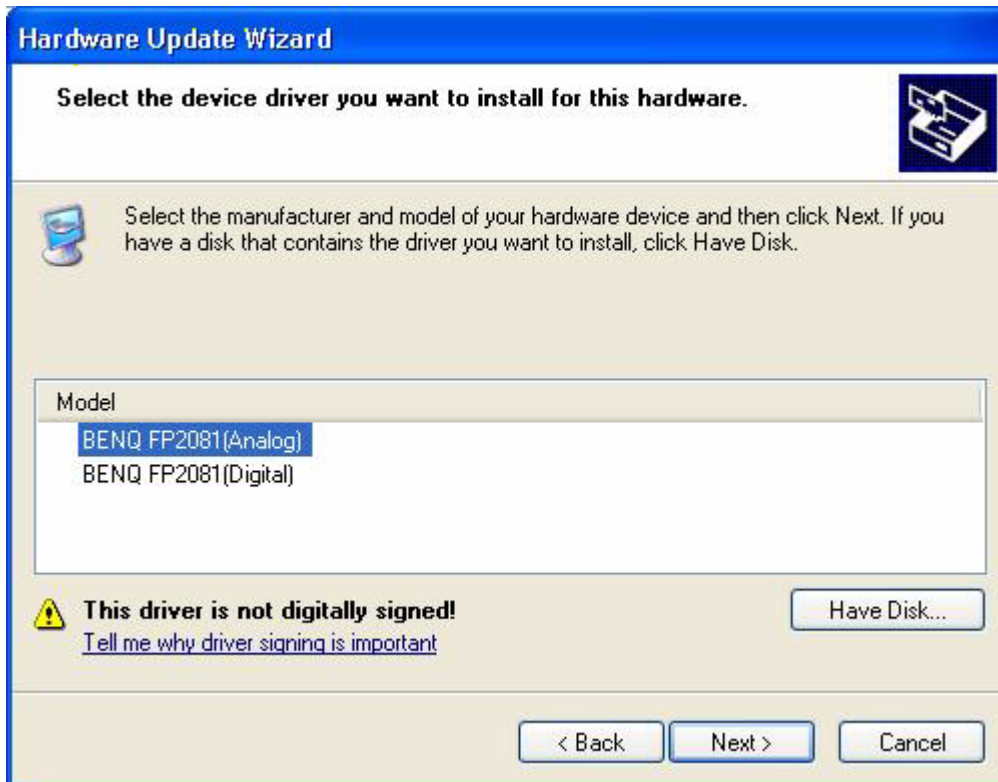 Hardware Update Wizard
Select the device driver you want to install for this hardware.
Select the manufacturer and model of your hardware device and then click Next. If you
have a disk that contains the driver you want to install, click Have Disk.
Model
BENQ FP2081(Analog)
BENQ FP2081(Digital)
This driver is not digitally signed!
Have Disk...
Tell me why driver signing is important
< Back
Next >
Cancel